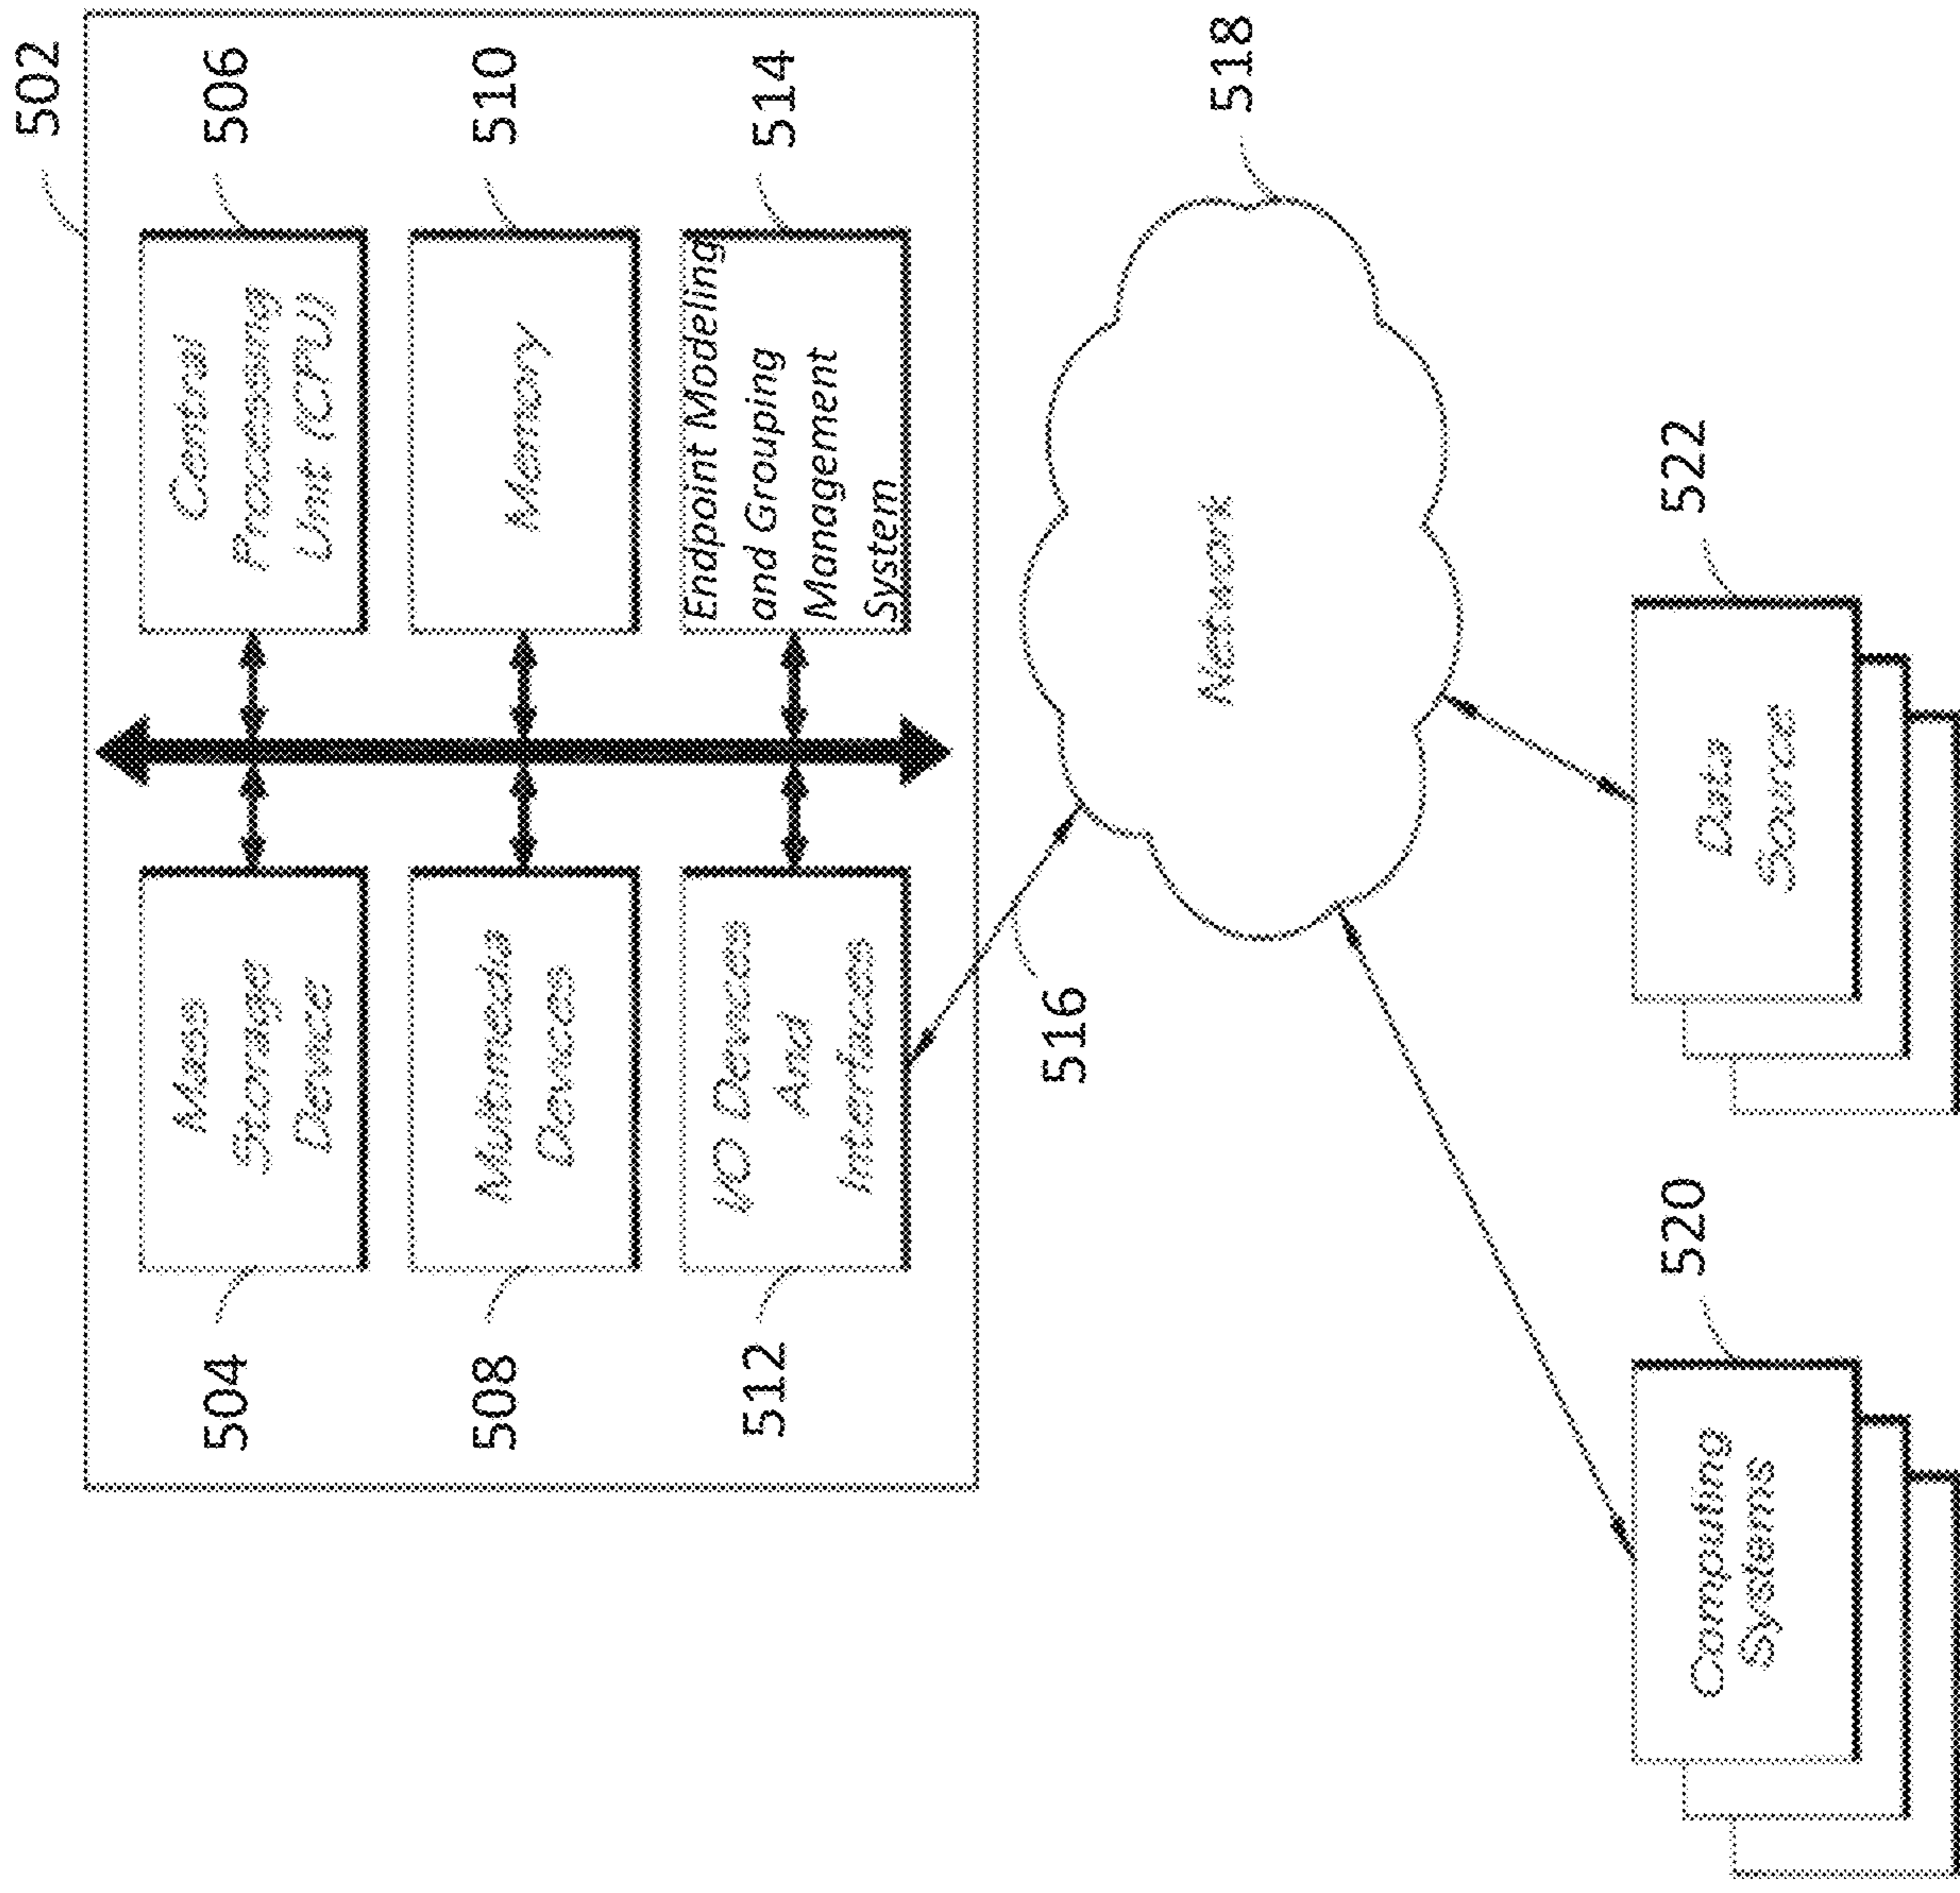 502
504
Mass
Storage
Device
Central
Processing
Unit (CPU)
506
508
Multimedia
Devices
Memory
510
512
I/O Devices
And
Interfaces
Endpoint Modeling
and Grouping
Management
System
514
516
Network
518
520
Computing
Systems
522
Data
Source